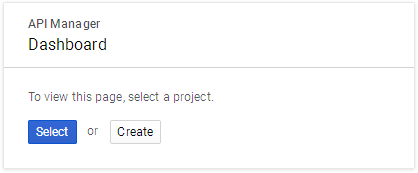 API Manager
Dashboard
To view this page, select a project.
Select or Create